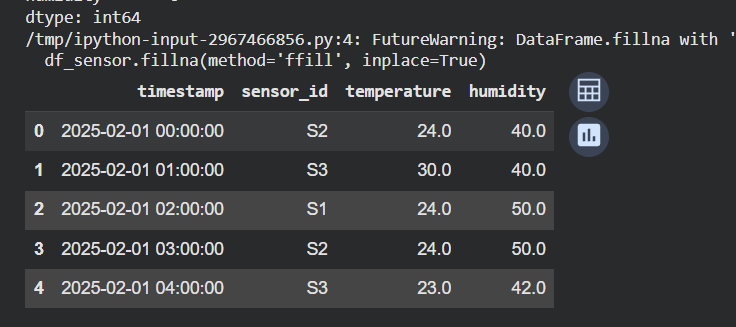 dtype: int64
/tmp/ipython-input-2967466856.py:4: FutureWarning: DataFrame.fillna with '
df_sensor.fillna(method='ffill', inplace=True)
timestamp sensor_id temperature humidity
0 2025-02-01 00:00:00 S2 24.0 40.0
1 2025-02-01 01:00:00 S3 30.0 40.0
2 2025-02-01 02:00:00 S1 24.0 50.0
3 2025-02-01 03:00:00 S2 24.0 50.0
4 2025-02-01 04:00:00 S3 23.0 42.0